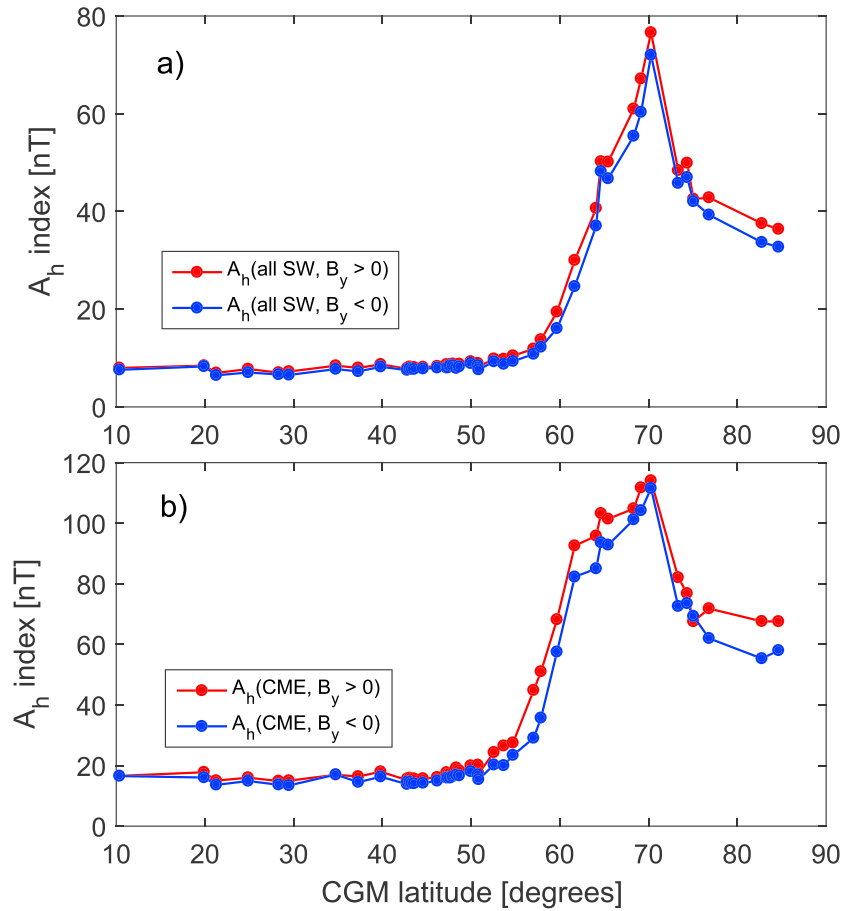 a)
80
60
40
20
0
A_h index [nT]
A_h(all SW, B_y > 0)
A_h(all SW, B_y < 0)
10 20 30 40 50 60 70 80 90
b)
120
100
80
60
40
20
0
A_h index [nT]
A_h(CME, B_y > 0)
A_h(CME, B_y < 0)
10 20 30 40 50 60 70 80 90
CGM latitude [degrees]